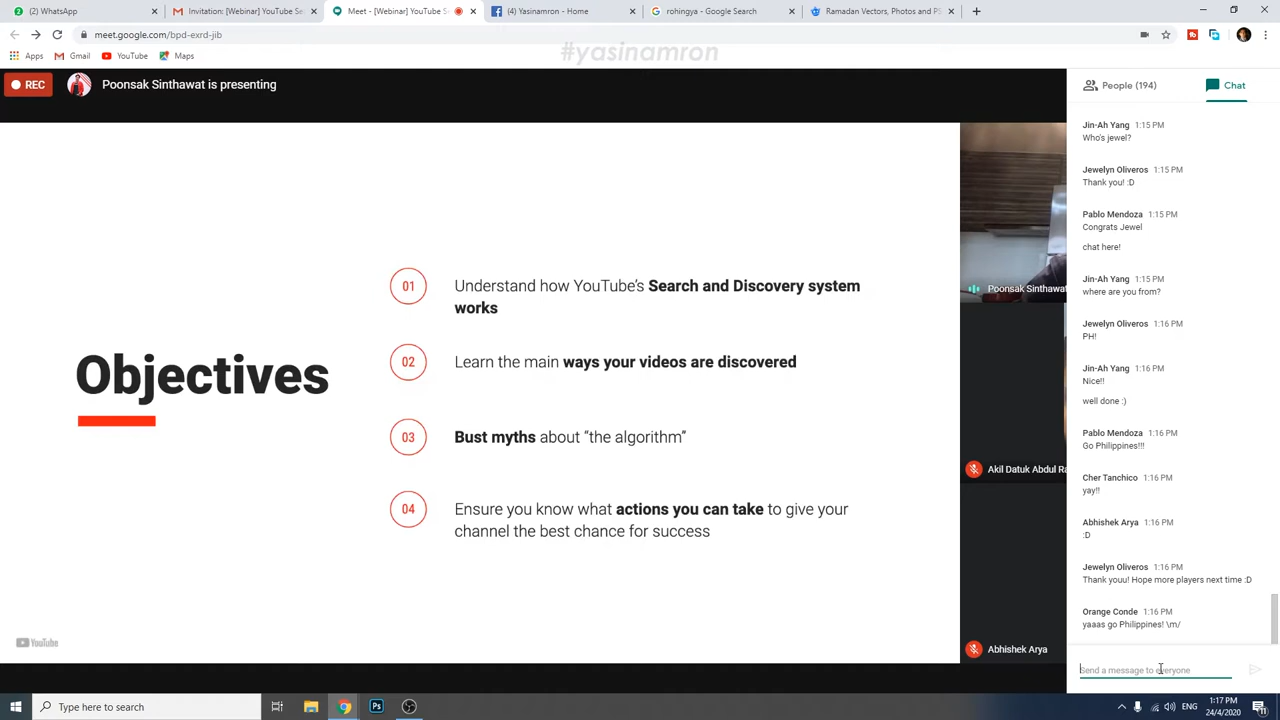 (2) WhatsApp
Invitation: [Webinar] YouTube Se
Meet - [Webinar] YouTube S
(4) Yasinamron - Home
rohingya - Google Search
Ramadan Vectors, Photos and PS
meet.google.com/bpd-exrd-jib
Apps
Gmail
YouTube
Maps
#yasinamron
REC
Poonsak Sinthawat is presenting
People (194)
Chat
Objectives
01
Understand how YouTube's Search and Discovery system
works
02
Learn the main ways your videos are discovered
03
Bust myths about “the algorithm”
04
Ensure you know what actions you can take to give your
channel the best chance for success
YouTube
Poonsak Sinthawat
Akil Datuk Abdul Ra
Abhishek Arya
Jin-Ah Yang 1:15 PM
Who's jewel?
Jewelyn Oliveros 1:15 PM
Thank you! :D
Pablo Mendoza 1:15 PM
Congrats Jewel
chat here!
Jin-Ah Yang 1:15 PM
where are you from?
Jewelyn Oliveros 1:16 PM
PH!
Jin-Ah Yang 1:16 PM
Nice!!
well done :)
Pablo Mendoza 1:16 PM
Go Philippines!!!
Cher Tanchico 1:16 PM
yay!!
Abhishek Arya 1:16 PM
:D
Jewelyn Oliveros 1:16 PM
Thank youu! Hope more players next time :D
Orange Conde 1:16 PM
yaaas go Philippines! \m/
Send a message to everyone
Type here to search
Ps
ENG
1:17 PM
24/4/2020